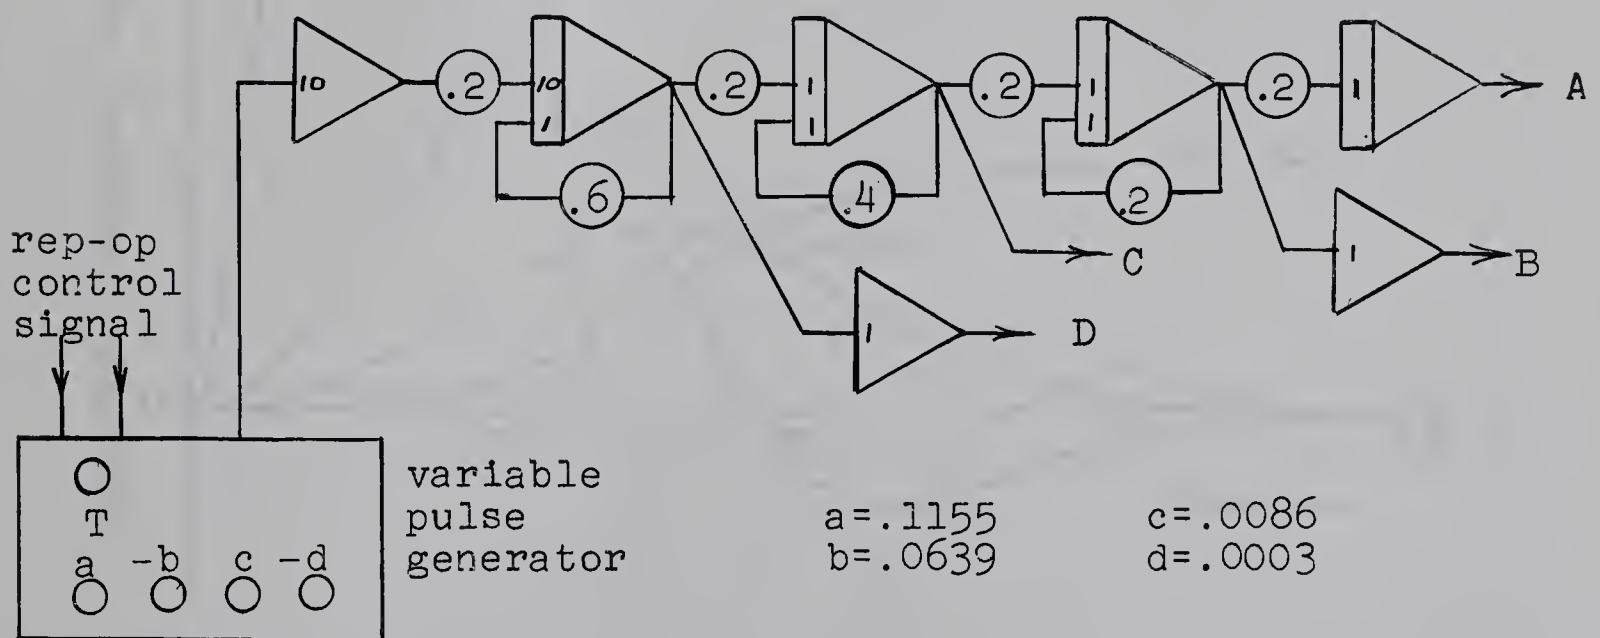 10 .2 10 .2 1 .2 1 .2 1 A
1 1 1
.6 .4 .2
rep-op
control
signal
C
1 B
1 D
variable
pulse
generator
T
a -b c -d
a=.1155 c=.0086
b=.0639 d=.0003